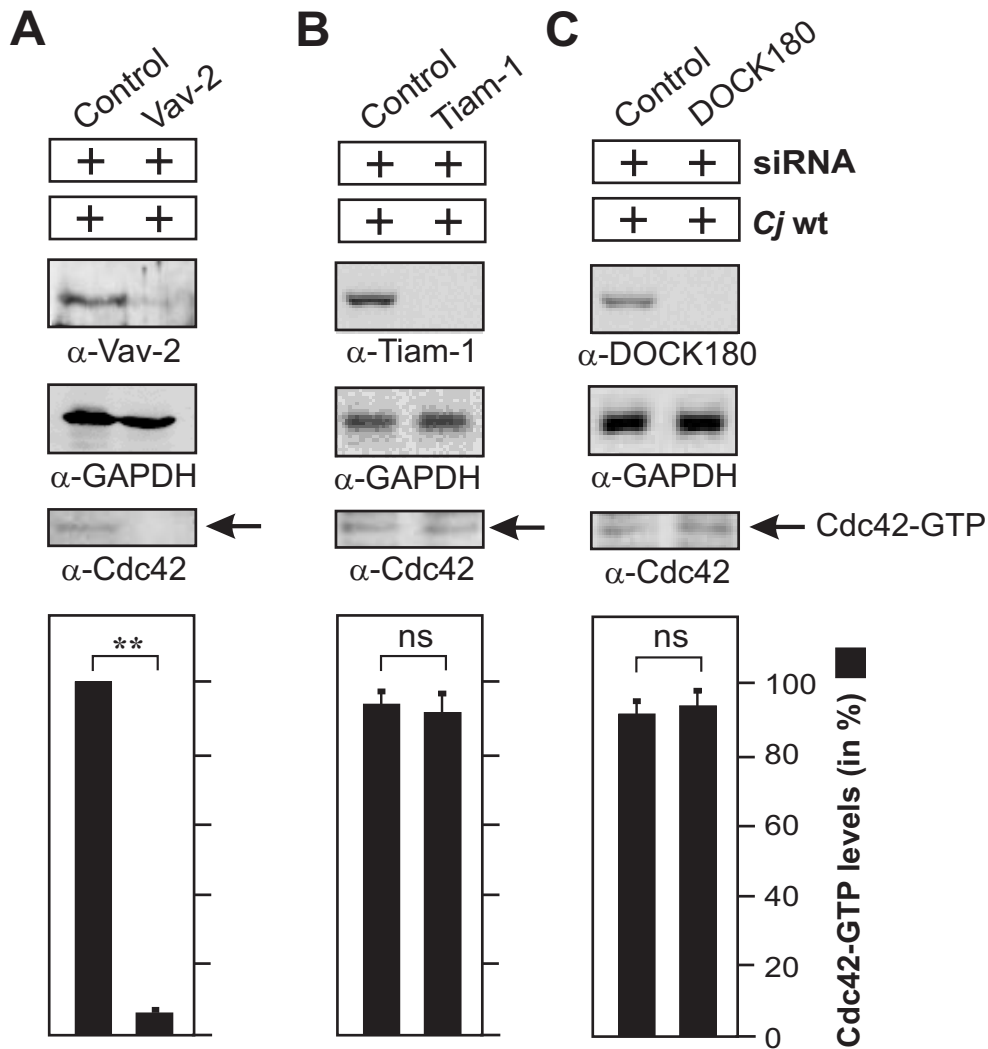 A B C
Control Vav-2 Control Tiam-1 Control DOCK180
+ + + + + + siRNA
+ + + + + + Cj wt
α-Vav-2 α-Tiam-1 α-DOCK180
α-GAPDH α-GAPDH α-GAPDH
Cdc42-GTP
α-Cdc42 α-Cdc42 α-Cdc42
** ns ns
100
80
60
40
20
0
Cdc42-GTP levels (in %)